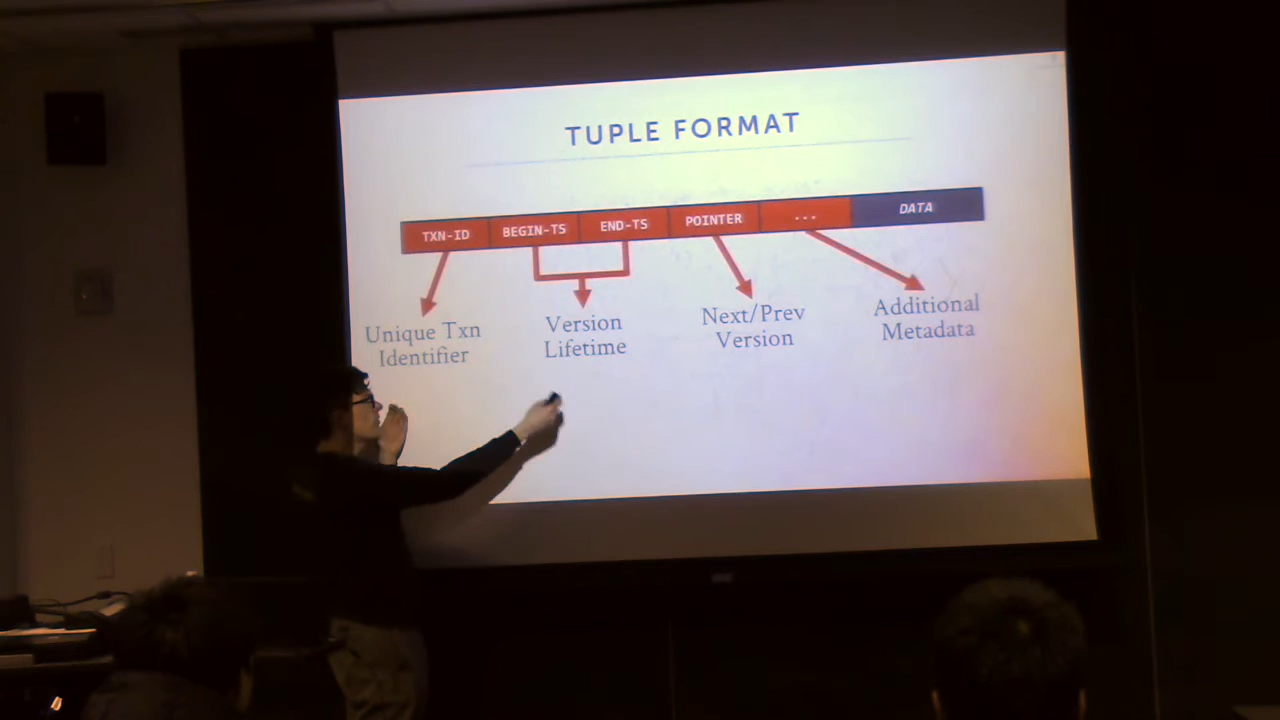 TUPLE FORMAT
TXN-ID BEGIN-TS END-TS POINTER ... DATA
Unique Txn
Identifier
Version
Lifetime
Next/Prev
Version
Additional
Metadata